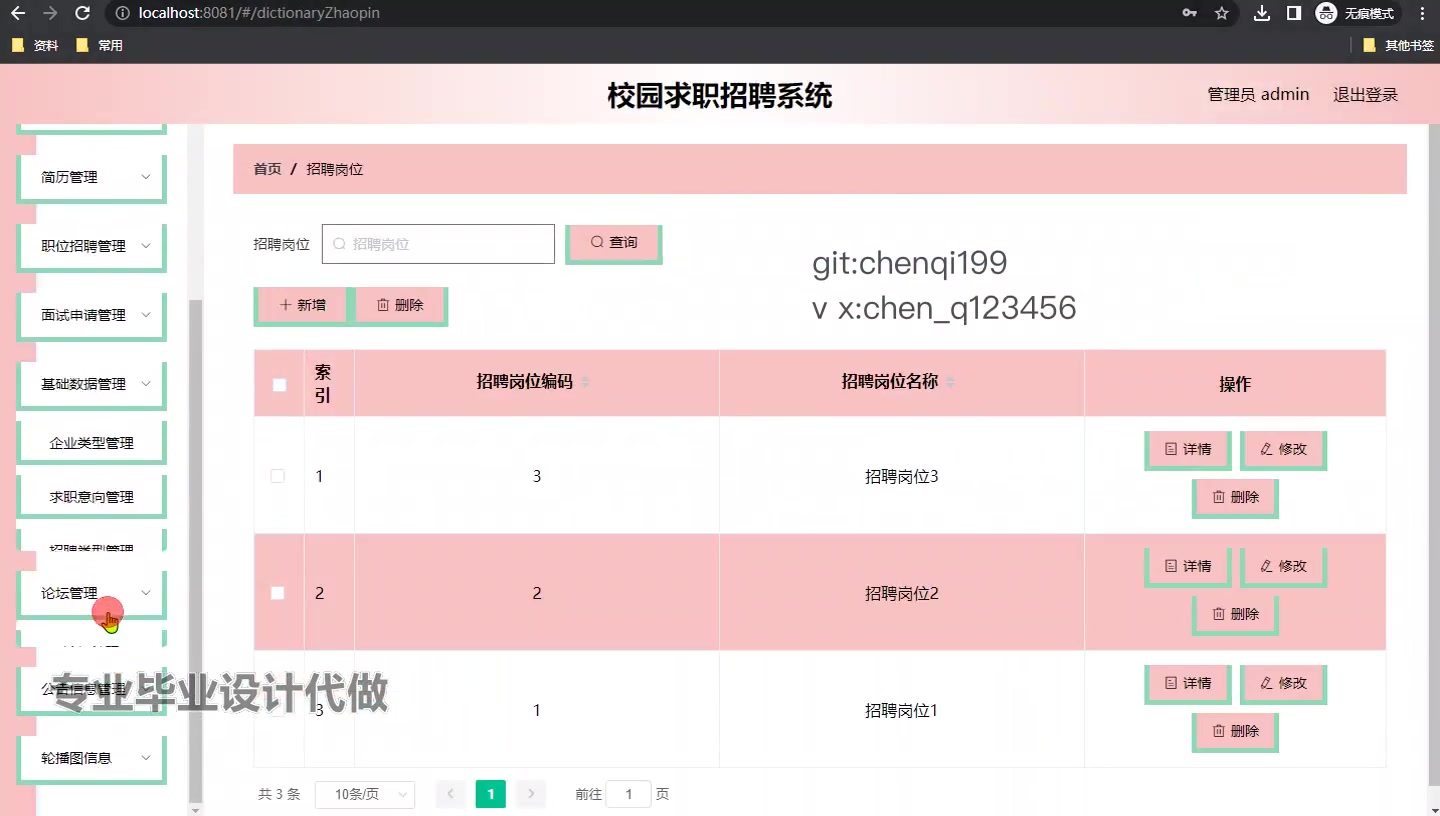 localhost:8081/#/dictionaryZhaopin
无痕模式
资料
常用
其他书签
校园求职招聘系统
管理员 admin
退出登录
简历管理
职位招聘管理
面试申请管理
基础数据管理
企业类型管理
求职意向管理
招聘类型管理
论坛管理
公告信息管理
轮播图信息
首页 / 招聘岗位
招聘岗位
招聘岗位
查询
新增
删除
git:chenqi199
v x:chen_q123456
索引
招聘岗位编码
招聘岗位名称
操作
1
3
招聘岗位3
详情
修改
删除
2
2
招聘岗位2
详情
修改
删除
3
1
招聘岗位1
详情
修改
删除
专业毕业设计代做
共 3 条
10条/页
1
前往
1
页